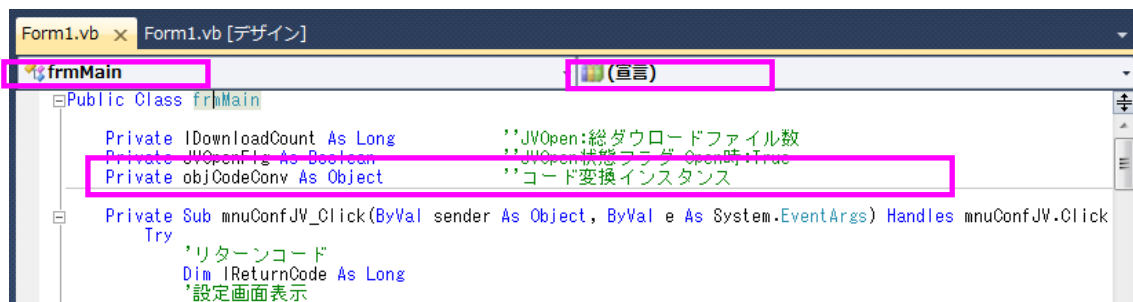 Form1.vb × Form1.vb [デザイン]
frmMain (宣言)
Public Class frmMain
Private lDownloadCount As Long ''JVOpen:総ダウロードファイル数
Private JVOpenFlg As Boolean ''JVOpen状態フラグ Open時:True
Private objCodeConv As Object ''コード変換インスタンス
Private Sub mnuConfJV_Click(ByVal sender As Object, ByVal e As System.EventArgs) Handles mnuConfJV.Click
Try
'リターンコード
Dim lReturnCode As Long
'設定画面表示